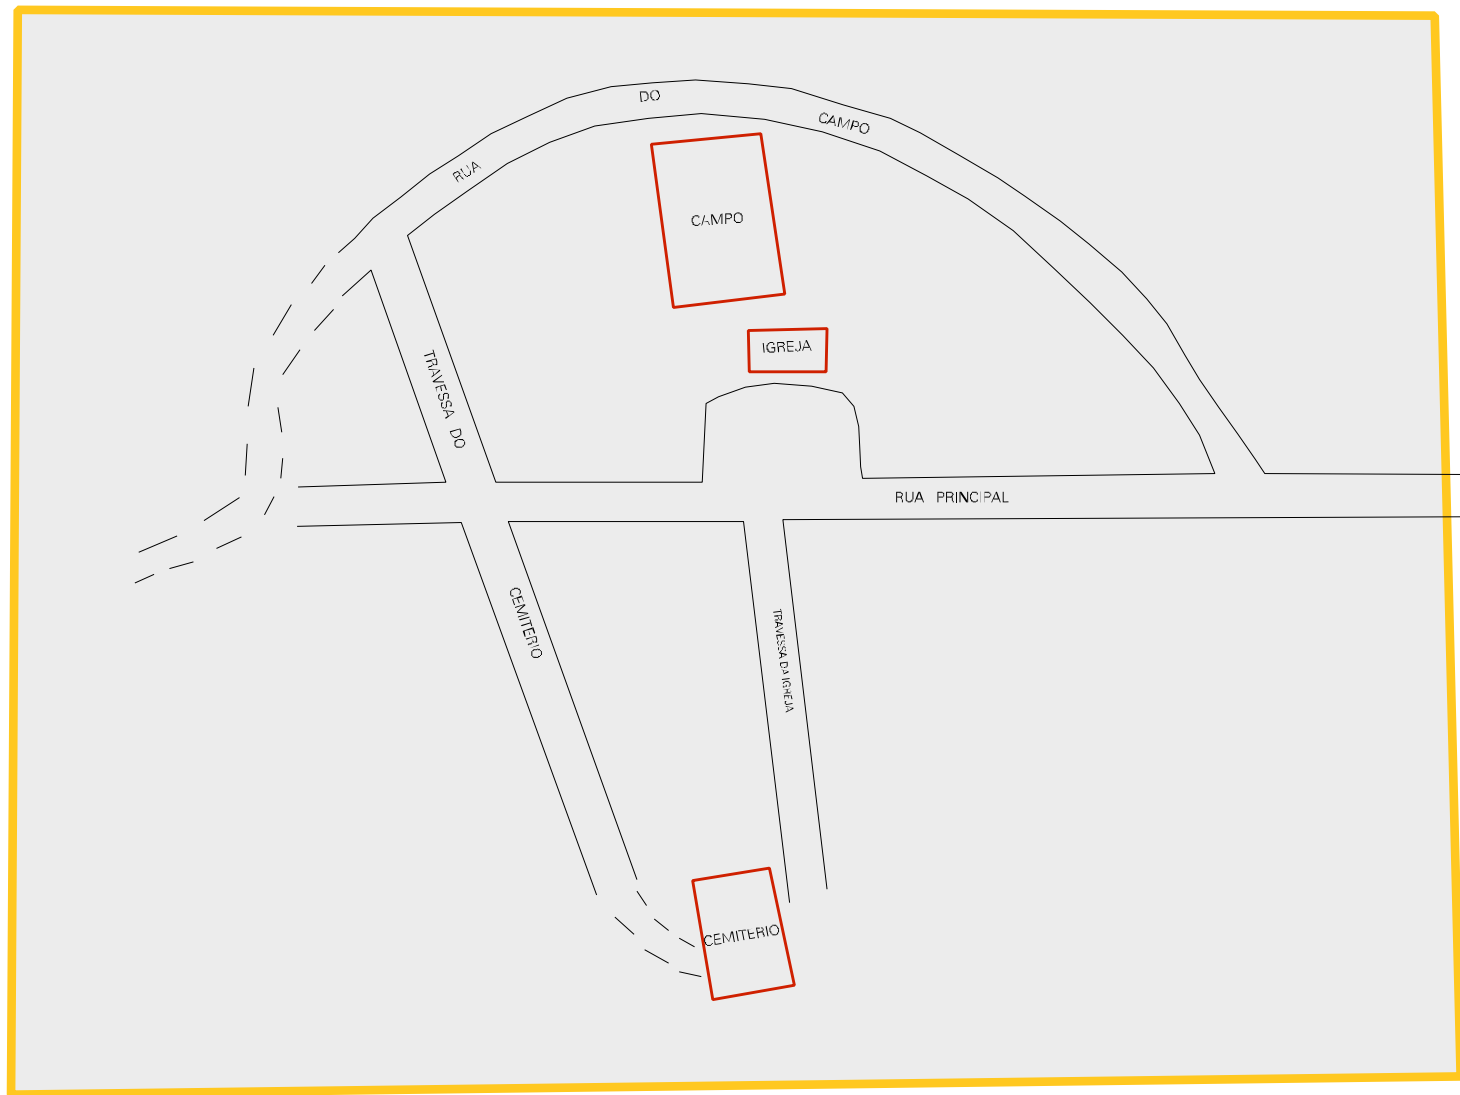 RUA DO CAMPO
CAMPO
IGREJA
TRAVESSA DO CEMITERIO
RUA PRINCIPAL
TRAVESSA DA IGREJA
CEMITERIO